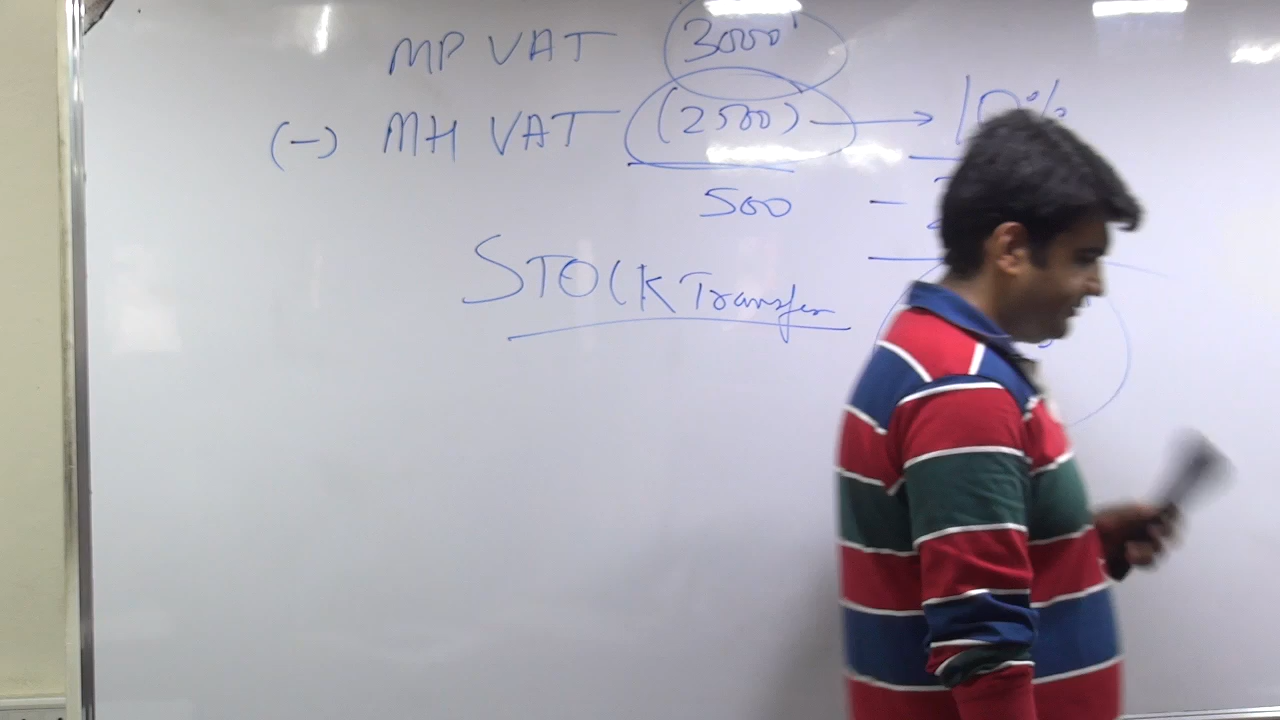 MP VAT 3000
(-) MH VAT (2500) → 10%
500 -
STOCK Transfer